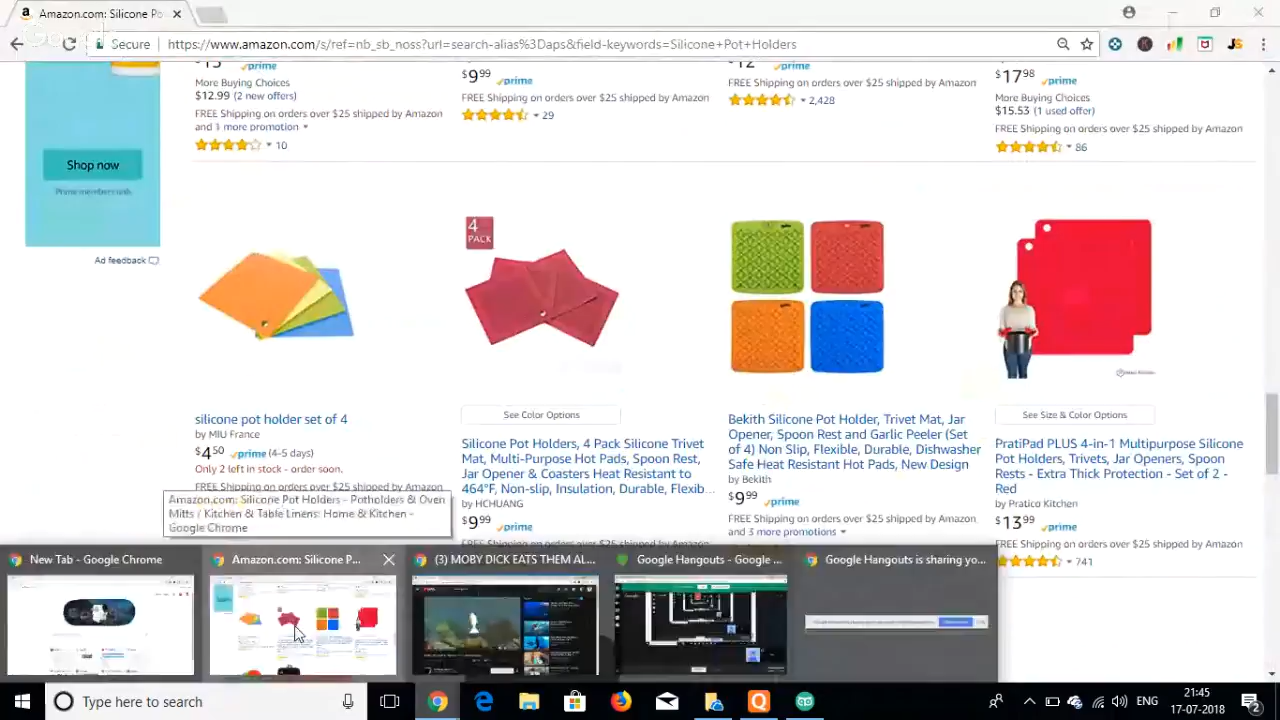 Amazon.com: Silicone Po
Secure
https://www.amazon.com/s/ref=nb_sb_noss?url=search-alias%3Daps&field-keywords=Silicone+Pot+Holders
prime
More Buying Choices
$12.99 (2 new offers)
FREE Shipping on orders over $25 shipped by Amazon
and 1 more promotion
10
$9.99 prime
FREE Shipping on orders over $25 shipped by Amazon
29
$12 prime
FREE Shipping on orders over $25 shipped by Amazon
2,428
$17.98 prime
More Buying Choices
$15.53 (1 used offer)
FREE Shipping on orders over $25 shipped by Amazon
86
Shop now
Prime members only
Ad feedback
silicone pot holder set of 4
by MIU France
$4.50 prime (4-5 days)
Only 2 left in stock - order soon.
FREE Shipping on orders over $25 shipped by Amazon
4
PACK
See Color Options
Silicone Pot Holders, 4 Pack Silicone Trivet
Mat, Multi-Purpose Hot Pads, Spoon Rest,
Jar Opener & Coasters Heat Resistant to
464°F, Non-slip, Insulation, Durable, Flexib...
by HCHUANG
$9.99 prime
FREE Shipping on orders over $25 shipped by Amazon
Bekith Silicone Pot Holder, Trivet Mat, Jar
Opener, Spoon Rest and Garlic Peeler (Set
of 4) Non Slip, Flexible, Durable, Dishwasher
Safe Heat Resistant Hot Pads, New Design
by Bekith
$9.99 prime
FREE Shipping on orders over $25 shipped by Amazon
and 3 more promotions
See Size & Color Options
PratiPad PLUS 4-in-1 Multipurpose Silicone
Pot Holders, Trivets, Jar Openers, Spoon
Rests - Extra Thick Protection - Set of 2 -
Red
by Pratico Kitchen
$13.99 prime
FREE Shipping on orders over $25 shipped by Amazon
741
Amazon.com: Silicone Pot Holders - Potholders & Oven
Mitts / Kitchen & Table Linens: Home & Kitchen -
Google Chrome
New Tab - Google Chrome
Amazon.com: Silicone P...
(3) MOBY DICK EATS THEM AL...
Google Hangouts - Google ...
Google Hangouts is sharing yo...
Type here to search
ENG
21:45
17-07-2018
2